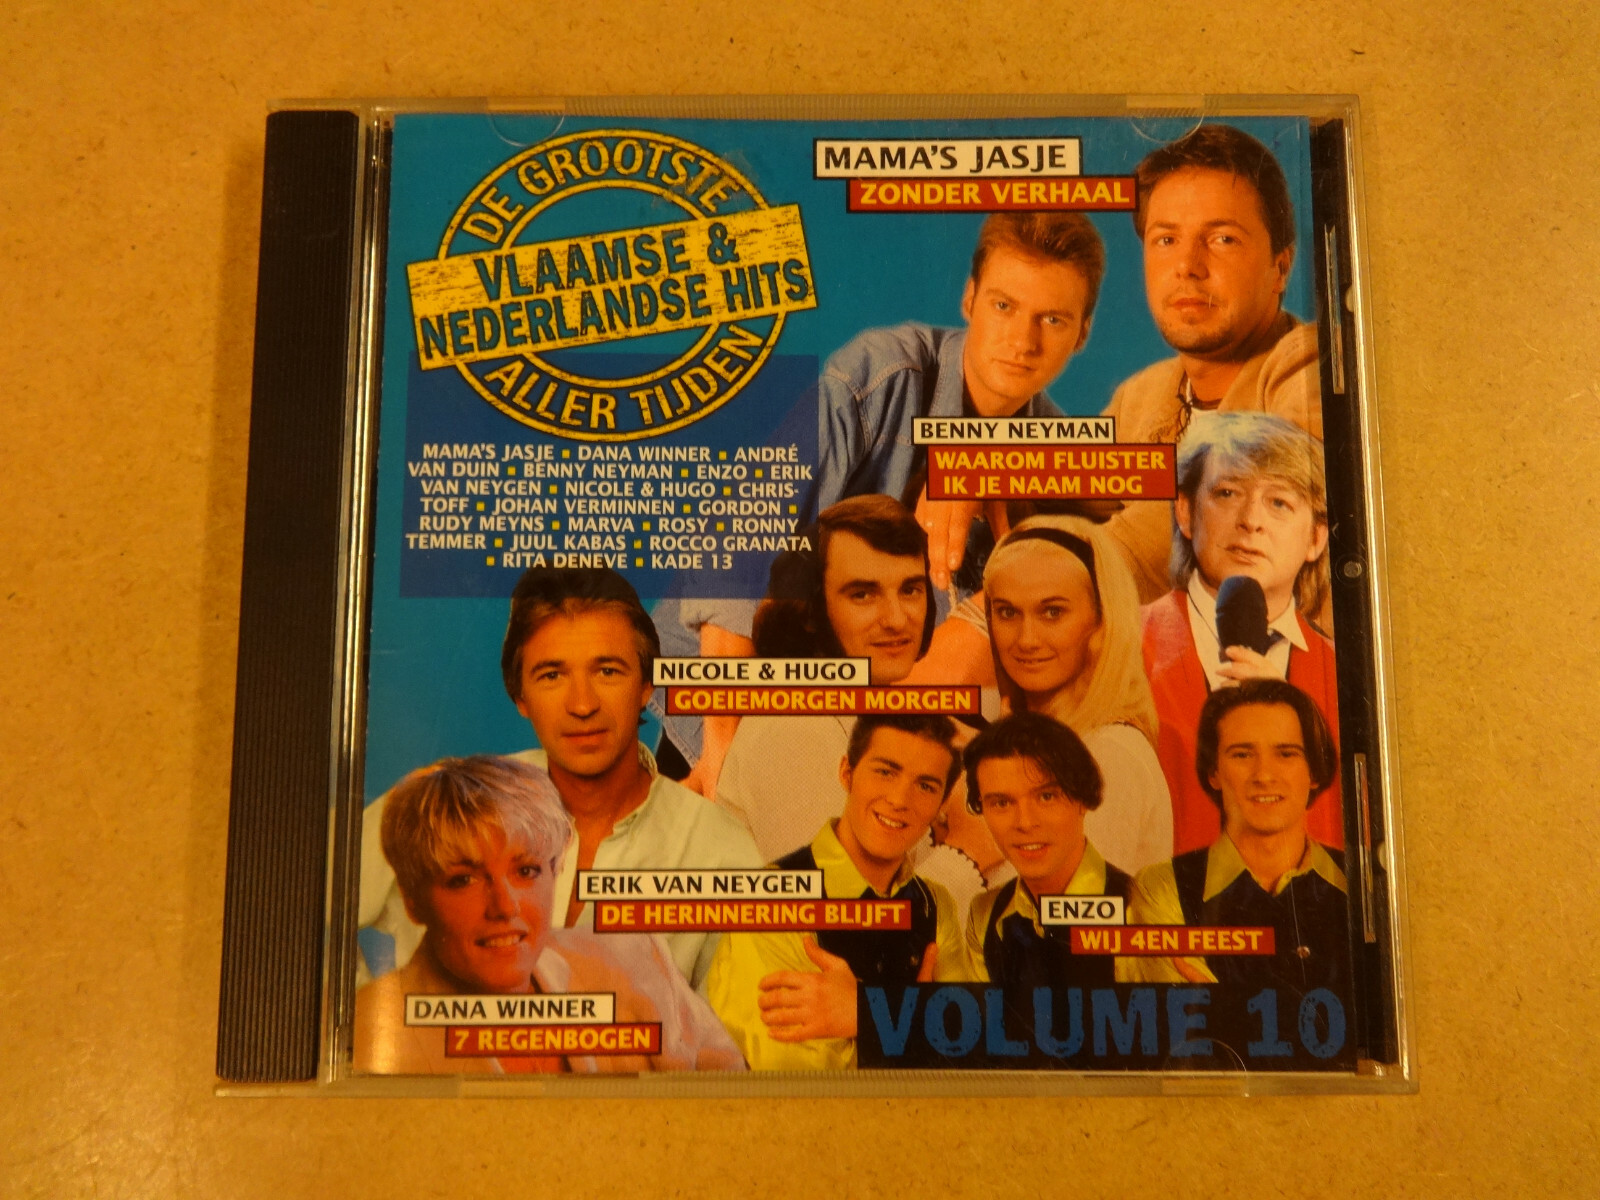 DE GROOTSTE
VLAAMSE &
NEDERLANDSE HITS
ALLER TIJDEN
MAMA'S JASJE ▪ DANA WINNER ▪ ANDRÉ
VAN DUIN ▪ BENNY NEYMAN ▪ ENZO ▪ ERIK
VAN NEYGEN ▪ NICOLE & HUGO ▪ CHRIS-
TOFF ▪ JOHAN VERMINNEN ▪ GORDON ▪
RUDY MEYNS ▪ MARVA ▪ ROSY ▪ RONNY
TEMMER ▪ JUUL KABAS ▪ ROCCO GRANATA
▪ RITA DENEVE ▪ KADE 13
MAMA'S JASJE
ZONDER VERHAAL
BENNY NEYMAN
WAAROM FLUISTER
IK JE NAAM NOG
NICOLE & HUGO
GOEIEMORGEN MORGEN
ERIK VAN NEYGEN
DE HERINNERING BLIJFT
ENZO
WIJ 4EN FEEST
DANA WINNER
7 REGENBOGEN
VOLUME 10